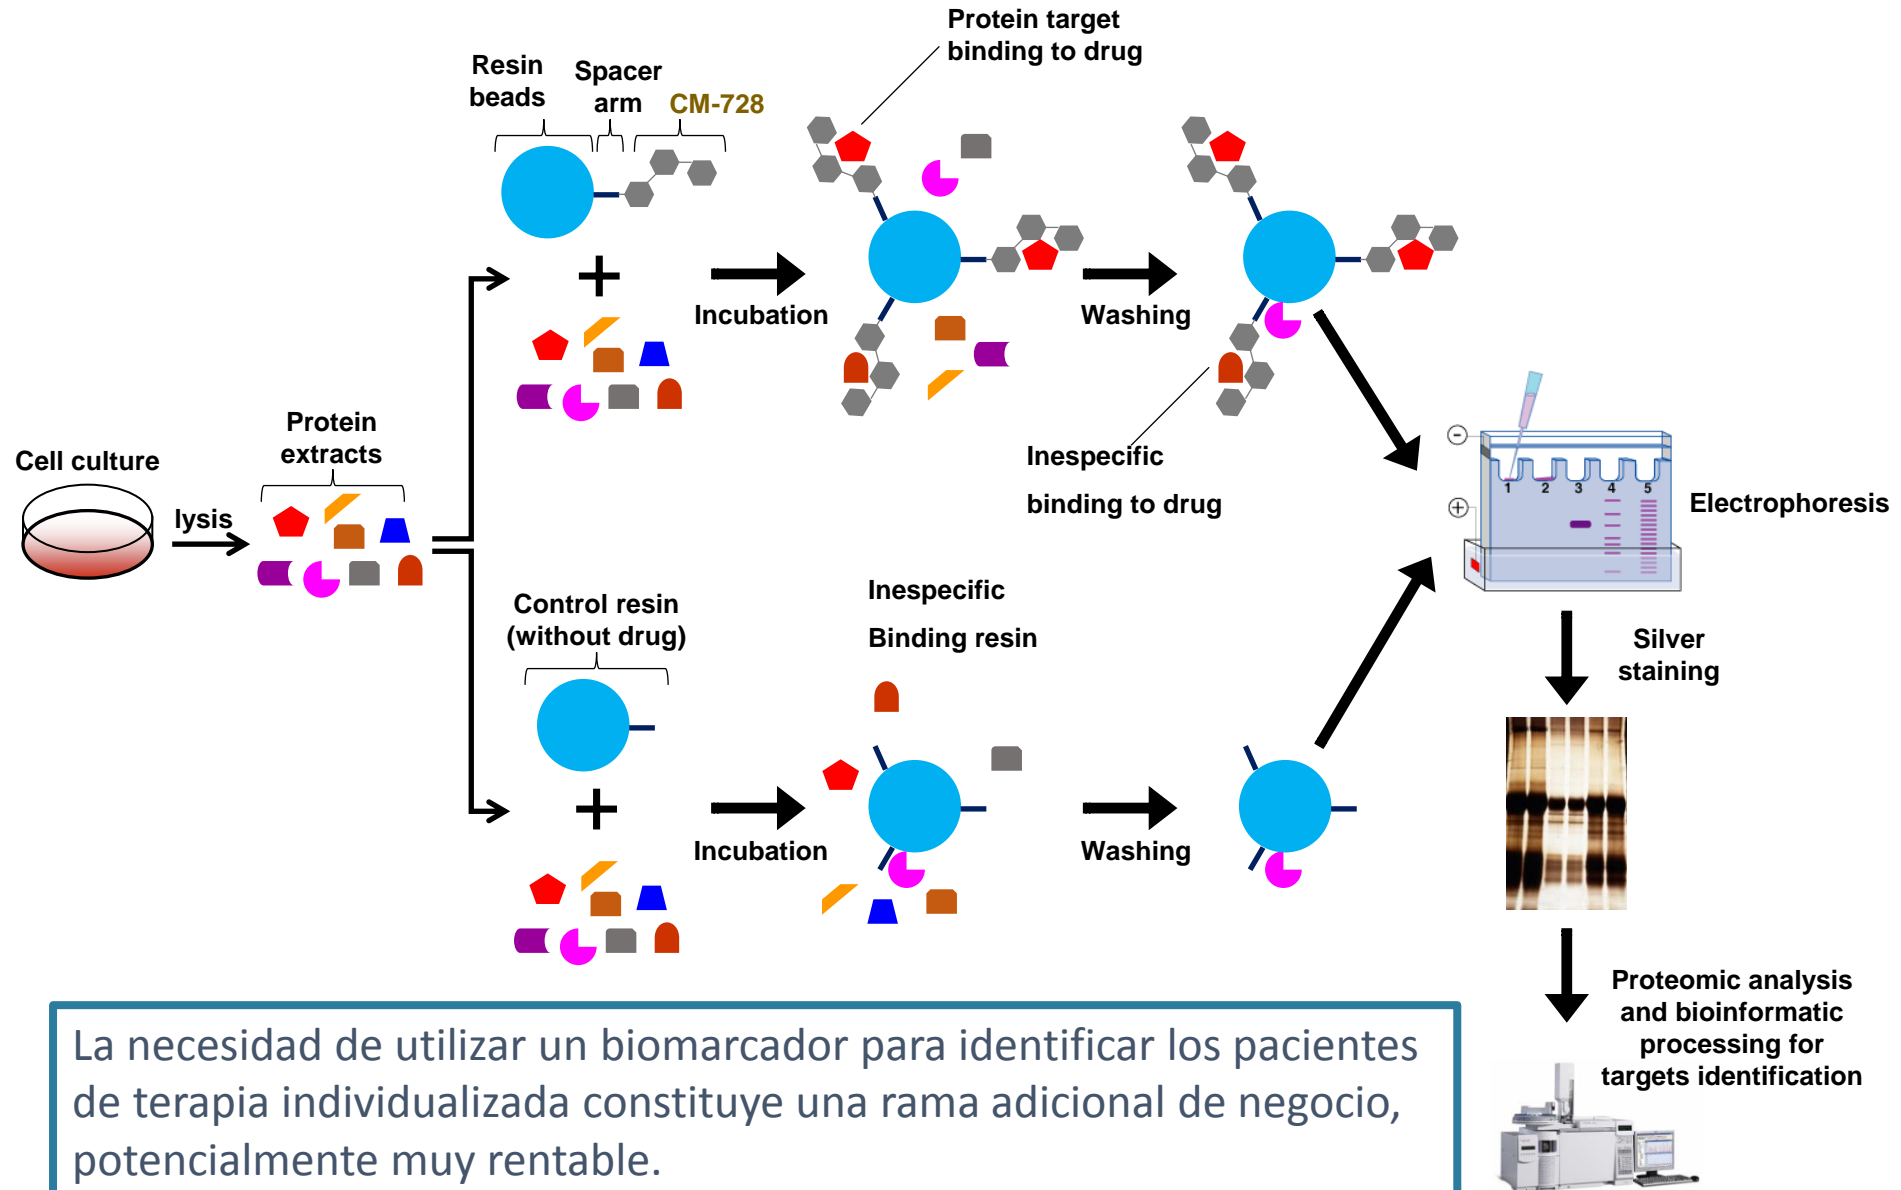 Protein target
binding to drug
Resin
beads
Spacer
arm
CM-728
Incubation
Washing
Inespecific
binding to drug
Cell culture
lysis
Protein
extracts
Control resin
(without drug)
Inespecific
Binding resin
Incubation
Washing
1 2 3 4 5
Electrophoresis
Silver
staining
Proteomic analysis
and bioinformatic
processing for
targets identification
La necesidad de utilizar un biomarcador para identificar los pacientes
de terapia individualizada constituye una rama adicional de negocio,
potencialmente muy rentable.